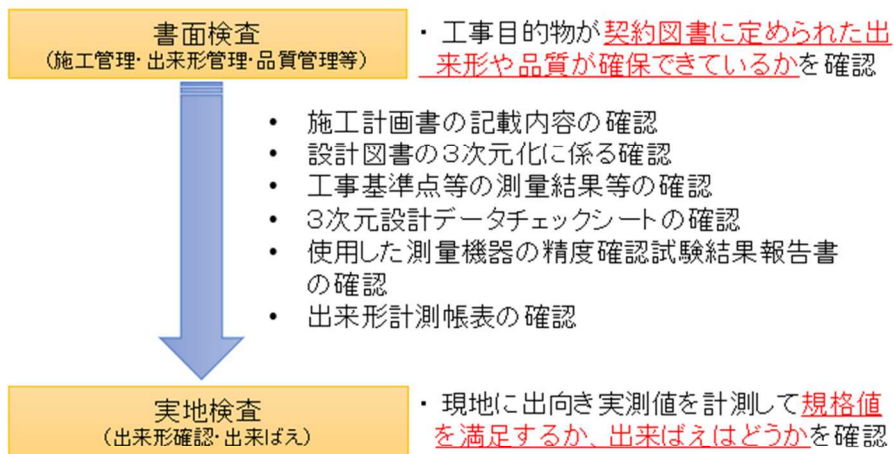 書面検査
(施工管理・出来形管理・品質管理等)
・工事目的物が契約図書に定められた出
来形や品質が確保できているかを確認
• 施工計画書の記載内容の確認
• 設計図書の３次元化に係る確認
• 工事基準点等の測量結果等の確認
• ３次元設計データチェックシートの確認
• 使用した測量機器の精度確認試験結果報告書
の確認
• 出来形計測帳表の確認
実地検査
(出来形確認・出来ばえ)
・現地に出向き実測値を計測して規格値
を満足するか、出来ばえはどうかを確認